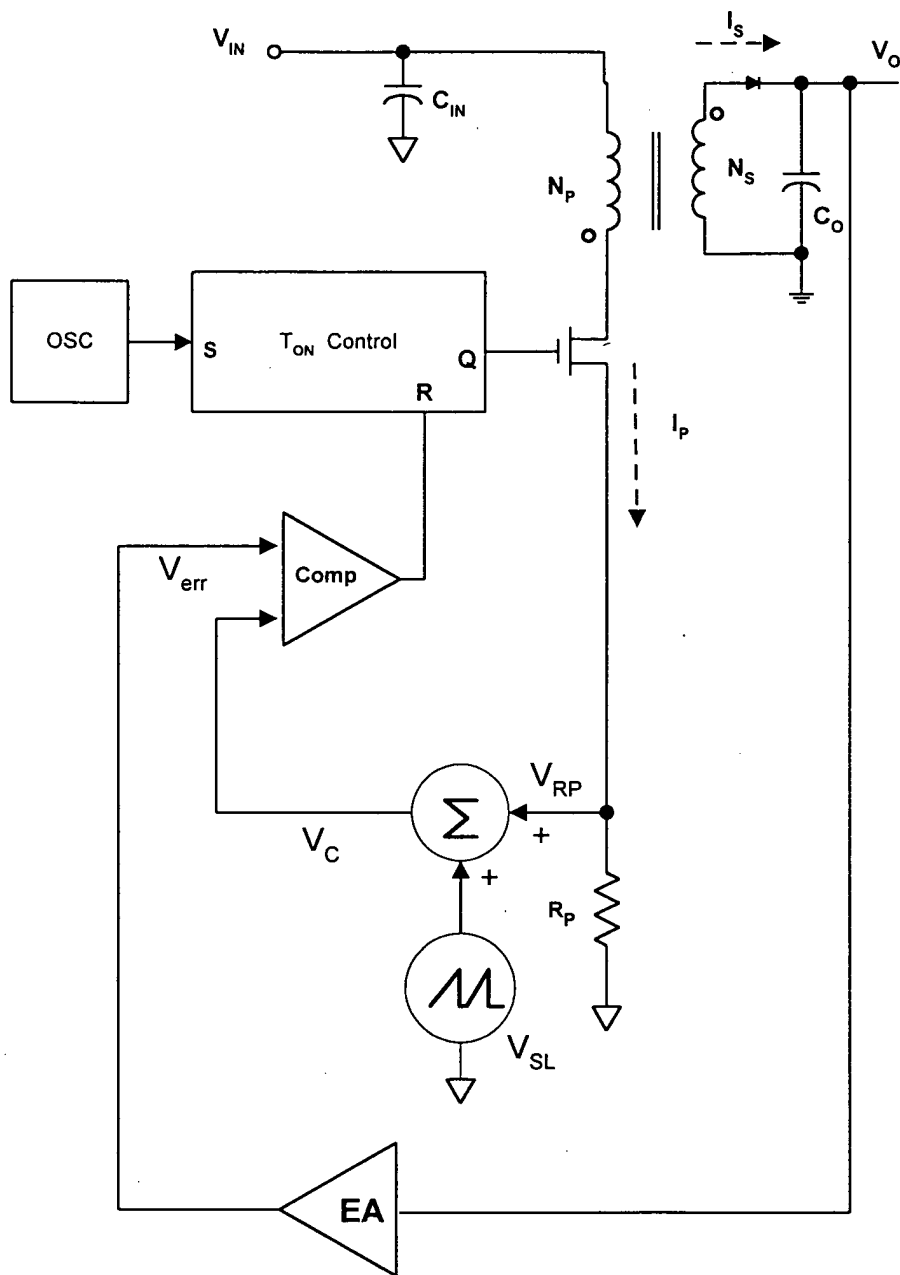 V_IN
I_S
V_O
C_IN
N_P
N_S
C_O
OSC
S
T_ON Control
Q
R
I_P
V_err
Comp
V_RP
Σ
+
V_C
+
R_P
V_SL
EA